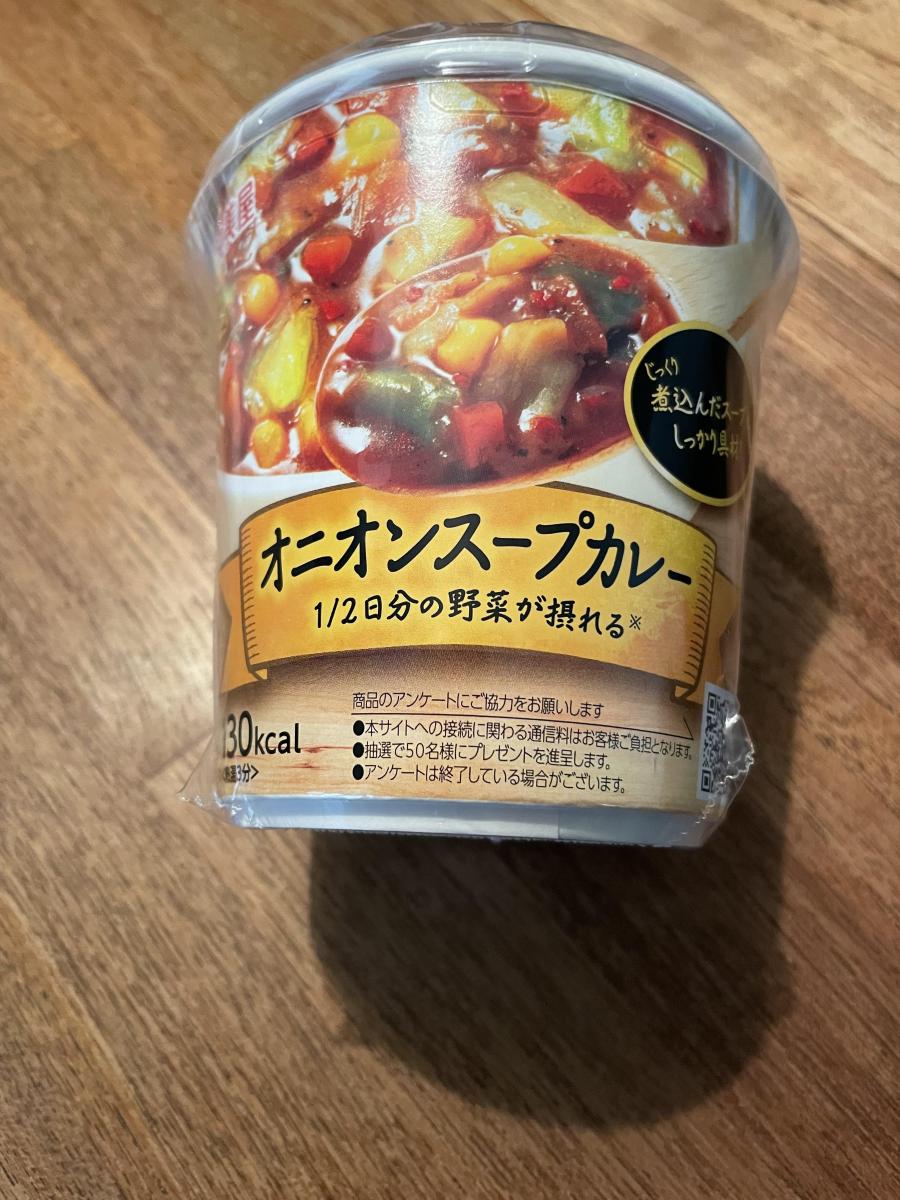 じっくり
煮込んだスープ
しっかり具材
オニオンスープカレー
1/2日分の野菜が摂れる※
商品のアンケートにご協力をお願いします
●本サイトへの接続に関わる通信料はお客様ご負担となります。
●抽選で50名様にプレゼントを進呈します。
●アンケートは終了している場合がございます。
30kcal
3分>